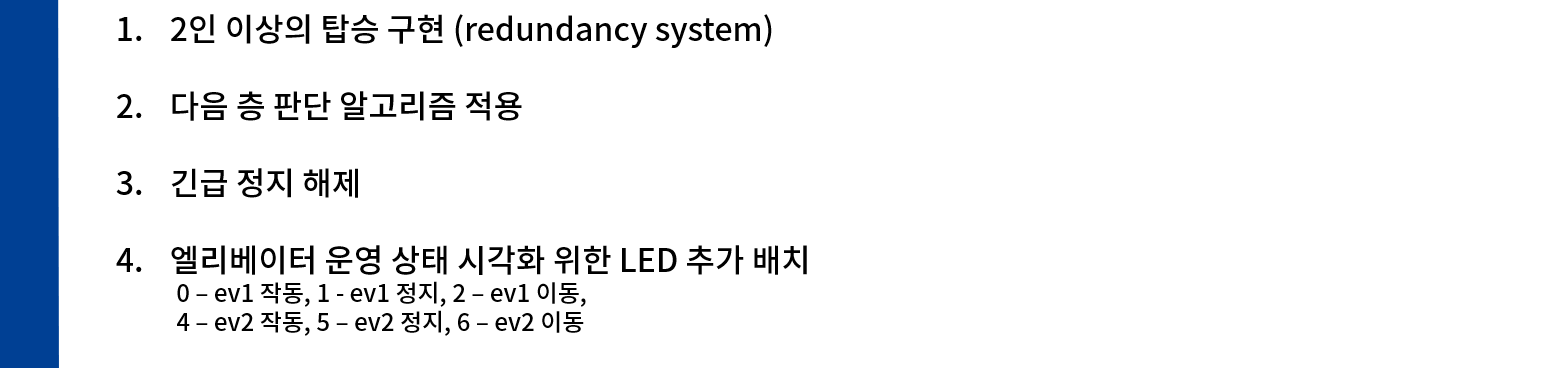 1. 2인 이상의 탑승 구현 (redundancy system)
2. 다음 층 판단 알고리즘 적용
3. 긴급 정지 해제
4. 엘리베이터 운영 상태 시각화 위한 LED 추가 배치
0 – ev1 작동, 1 - ev1 정지, 2 – ev1 이동,
4 – ev2 작동, 5 – ev2 정지, 6 – ev2 이동